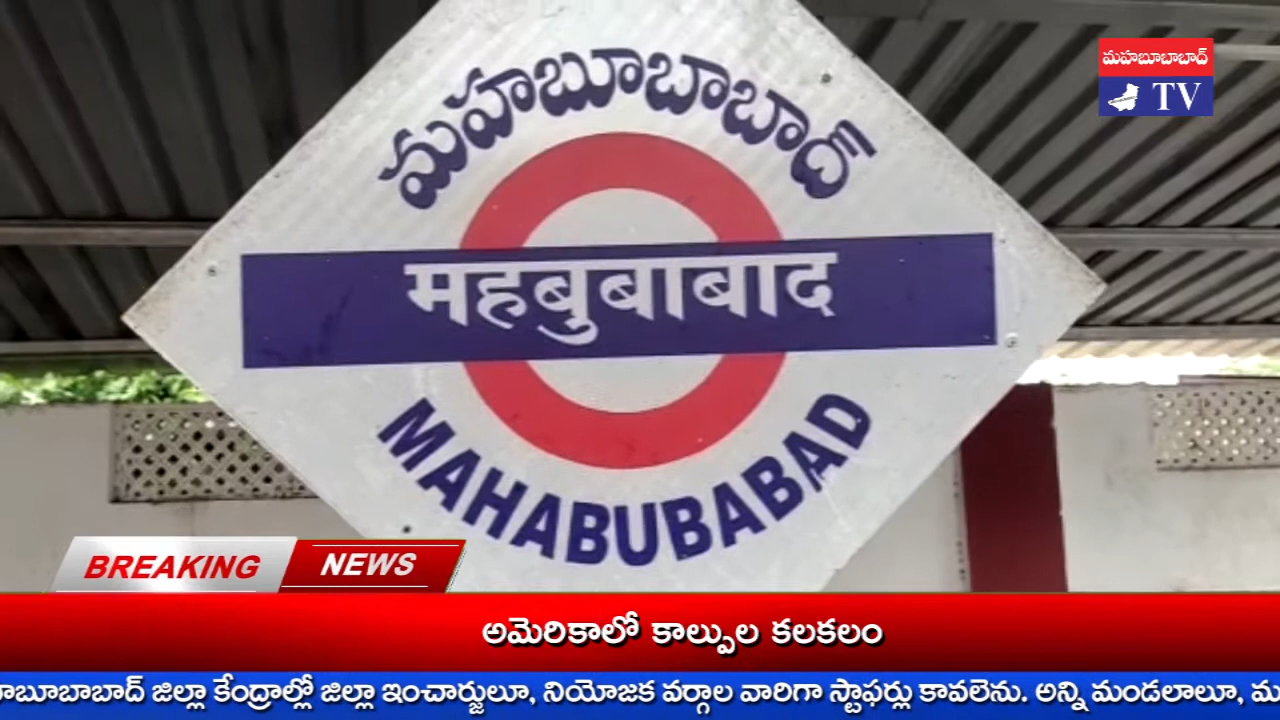 మహబూబాబాద్
TV
మహబూబాబాద్
महबुबाबाद
MAHABUBABAD
BREAKING NEWS
అమెరికాలో కాల్పుల కలకలం
జిల్లా కేంద్రాల్లో జిల్లా ఇంచార్జులూ, నియోజక వర్గాల వారిగా స్టాఫర్లు కావలెను. అన్ని మండలాలూ,